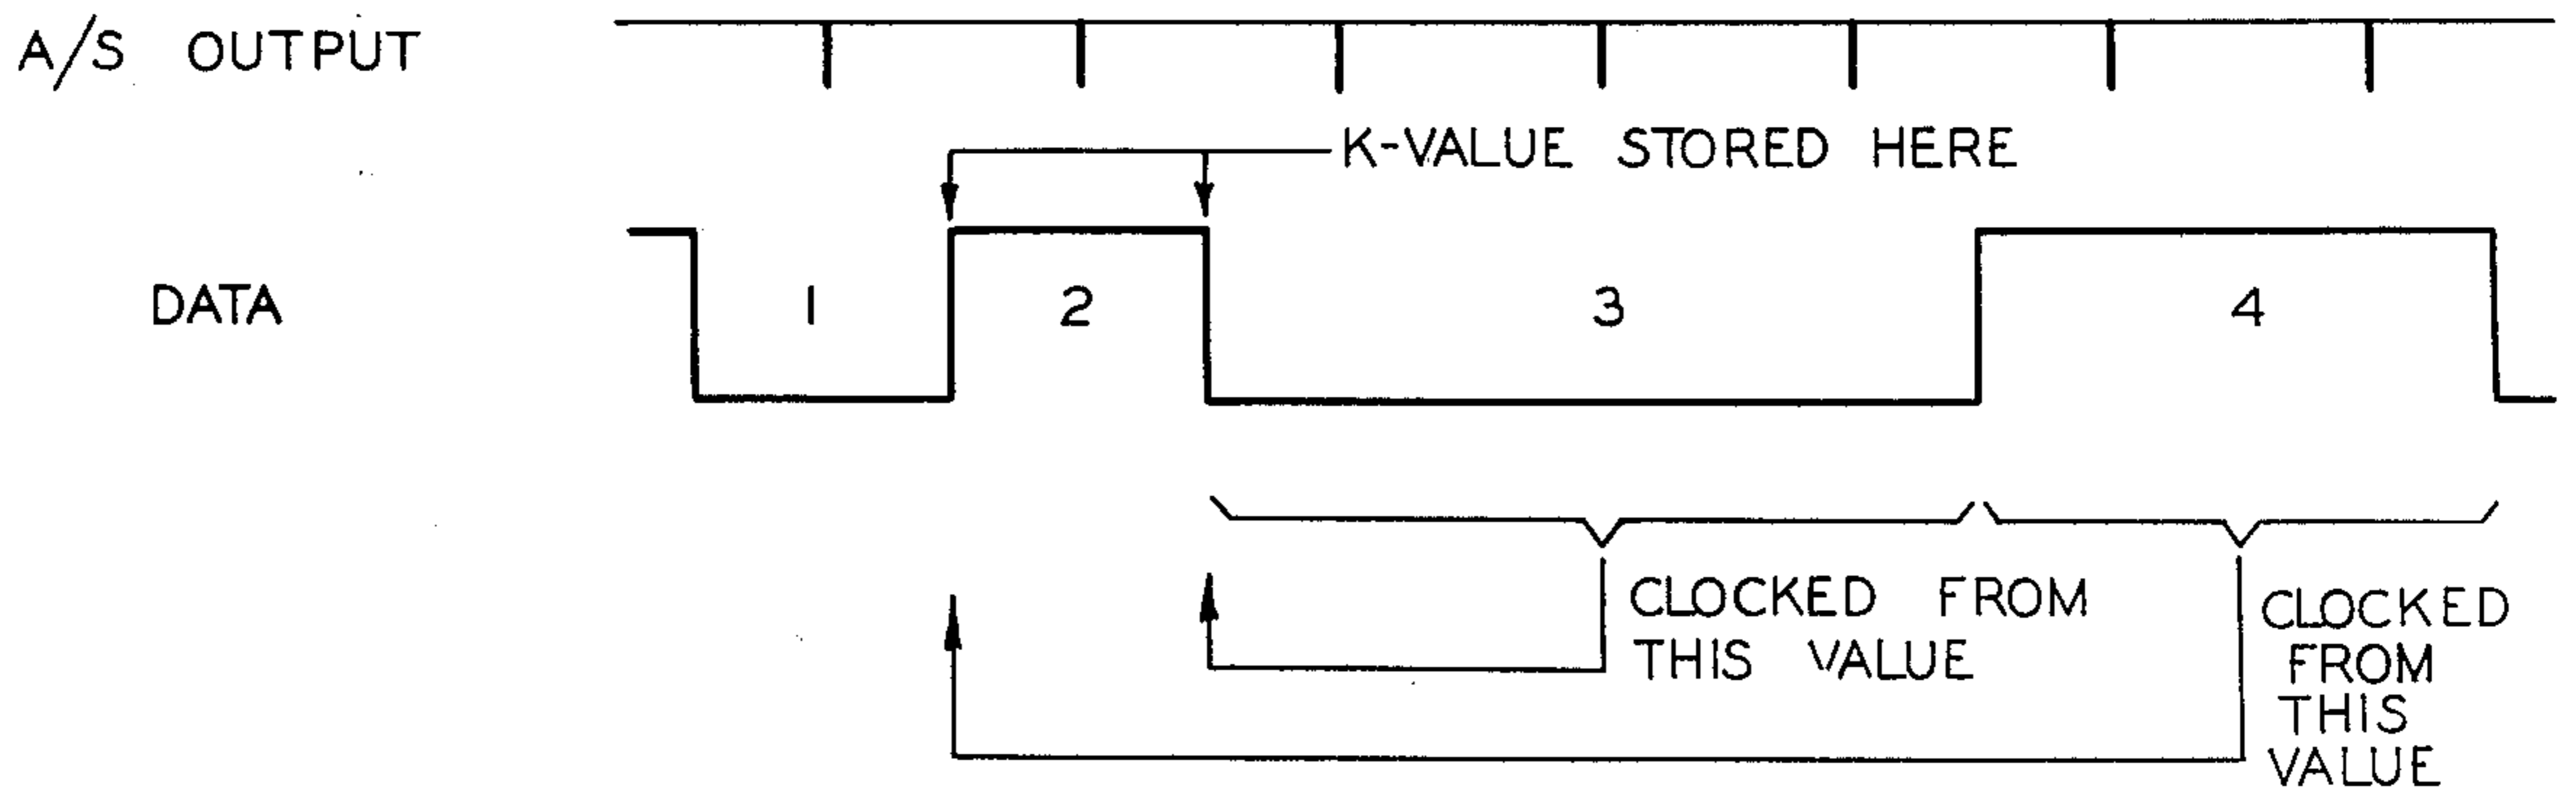 A/S OUTPUT
K-VALUE STORED HERE
DATA
1
2
3
4
CLOCKED FROM
THIS VALUE
CLOCKED
FROM
THIS
VALUE